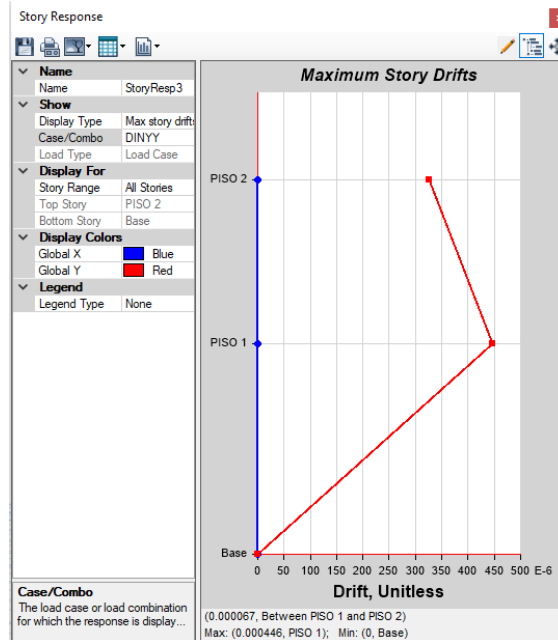 Story Response
Name
Name StoryResp3
Show
Display Type Max story drifts
Case/Combo DINYY
Load Type Load Case
Display For
Story Range All Stories
Top Story PISO 2
Bottom Story Base
Display Colors
Global X Blue
Global Y Red
Legend
Legend Type None
Case/Combo
The load case or load combination
for which the response is display...
Maximum Story Drifts
PISO 2
PISO 1
Base
0 50 100 150 200 250 300 350 400 450 500 E-6
Drift, Unitless
(0.000067, Between PISO 1 and PISO 2)
Max: (0.000446, PISO 1); Min: (0, Base)